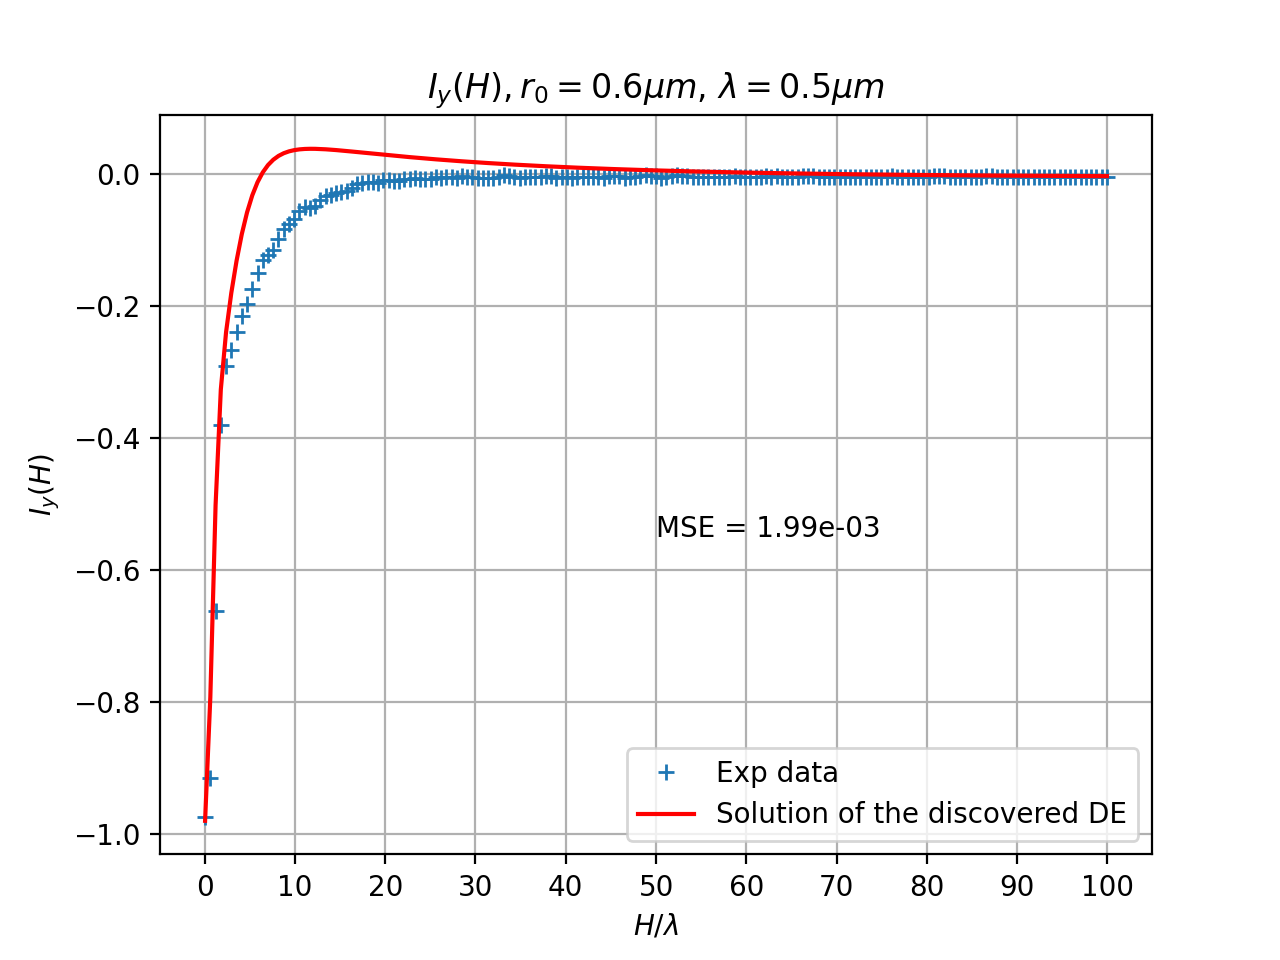 I_y(H), r_0 = 0.6μm, λ = 0.5μm
I_y(H)
0.0
−0.2
−0.4
−0.6
−0.8
−1.0
MSE = 1.99e-03
Exp data
Solution of the discovered DE
0 10 20 30 40 50 60 70 80 90 100
H/λ